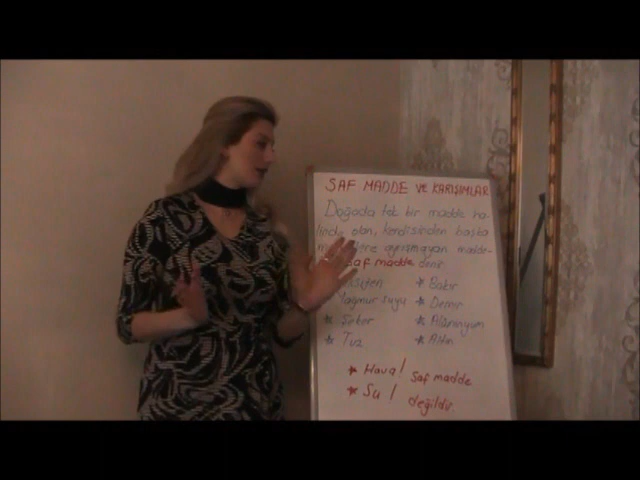 SAF MADDE VE KARIŞIMLAR
Doğada tek bir madde ha-
linde olan, kendisinden başka
ayrışmayan madde-
saf madde denir
* Bakır
Yağmur suyu * Demir
* Şeker * Alüminyum
* Tuz * Altın
* Hava! saf madde
* Su! değildir